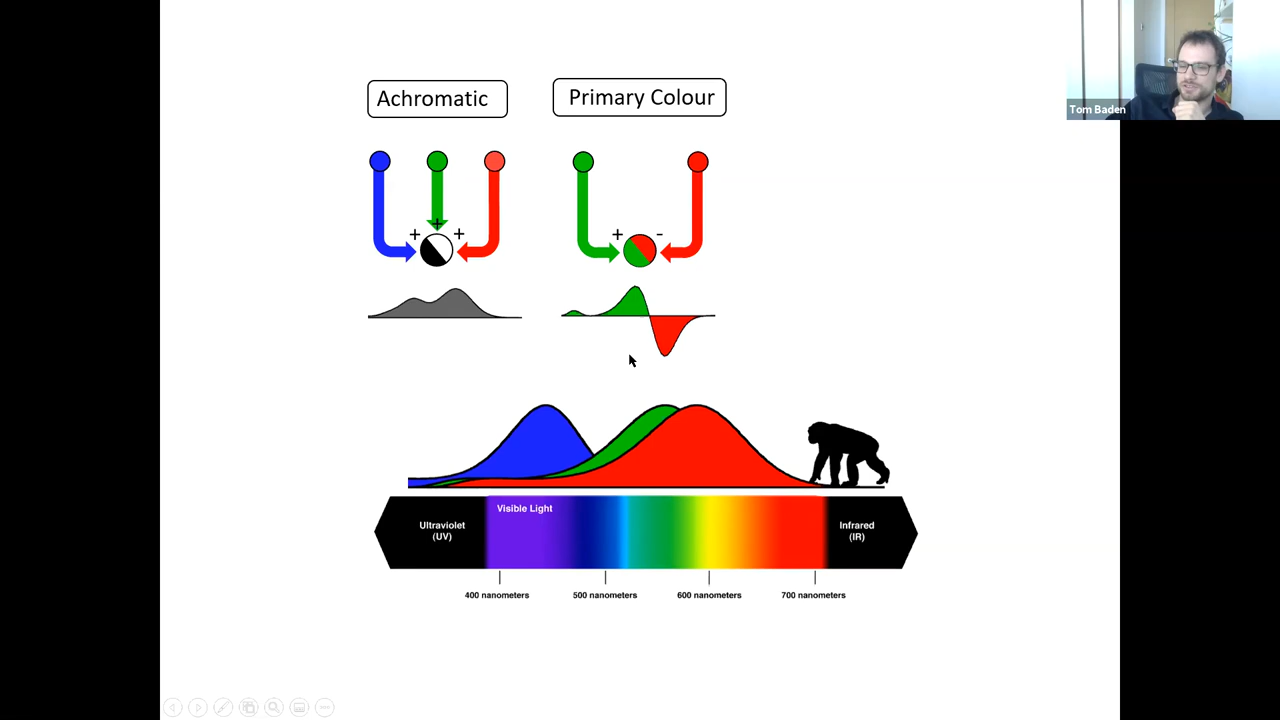 Achromatic
Primary Colour
Tom Baden
+
+
+
+
-
Visible Light
Ultraviolet
(UV)
Infrared
(IR)
400 nanometers
500 nanometers
600 nanometers
700 nanometers